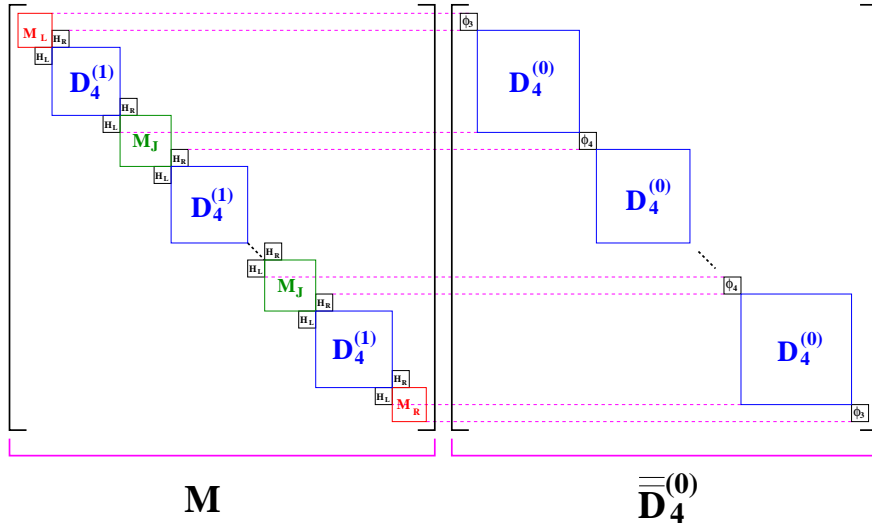 M_L H_R
H_L D_4^(1)
H_R
H_L M_J
H_R
H_L D_4^(1)
H_R
H_L M_J
H_R
H_L D_4^(1)
H_R
H_L M_R
ϕ_3
D_4^(0)
ϕ_4
D_4^(0)
ϕ_4
D_4^(0)
ϕ_3
M
D̿_4^(0)